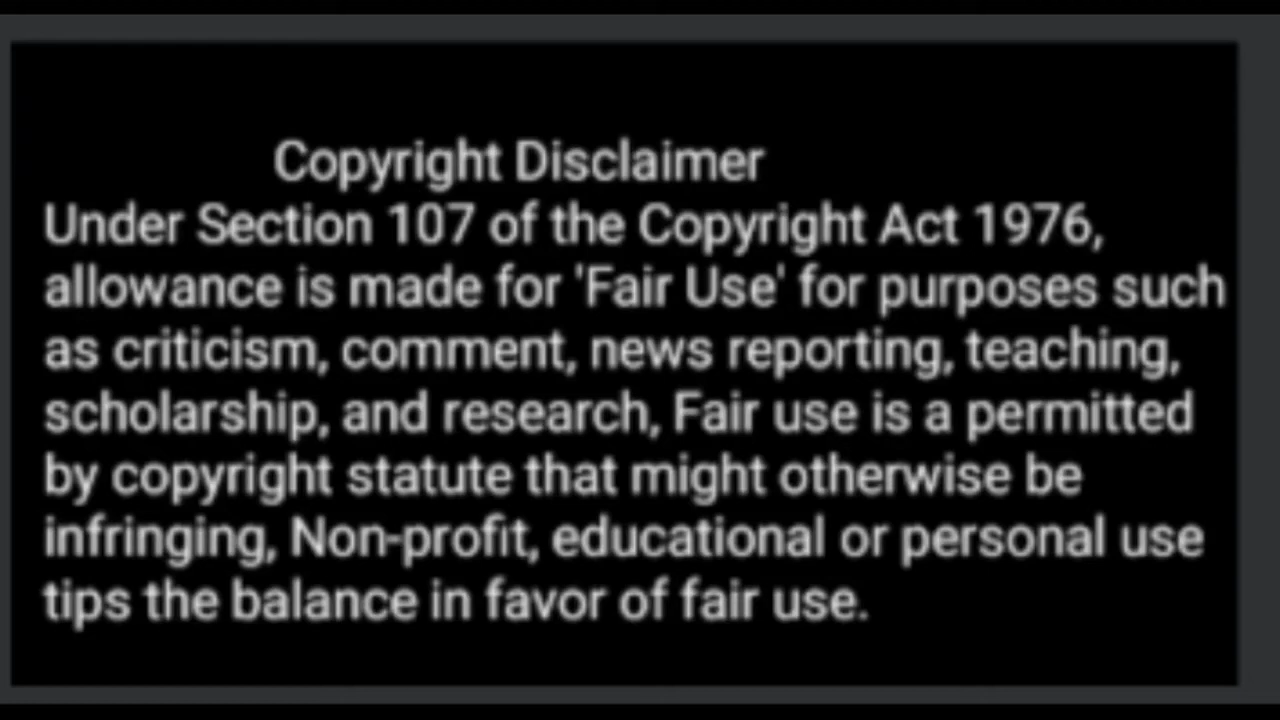 Copyright Disclaimer
Under Section 107 of the Copyright Act 1976,
allowance is made for 'Fair Use' for purposes such
as criticism, comment, news reporting, teaching,
scholarship, and research, Fair use is a permitted
by copyright statute that might otherwise be
infringing, Non-profit, educational or personal use
tips the balance in favor of fair use.